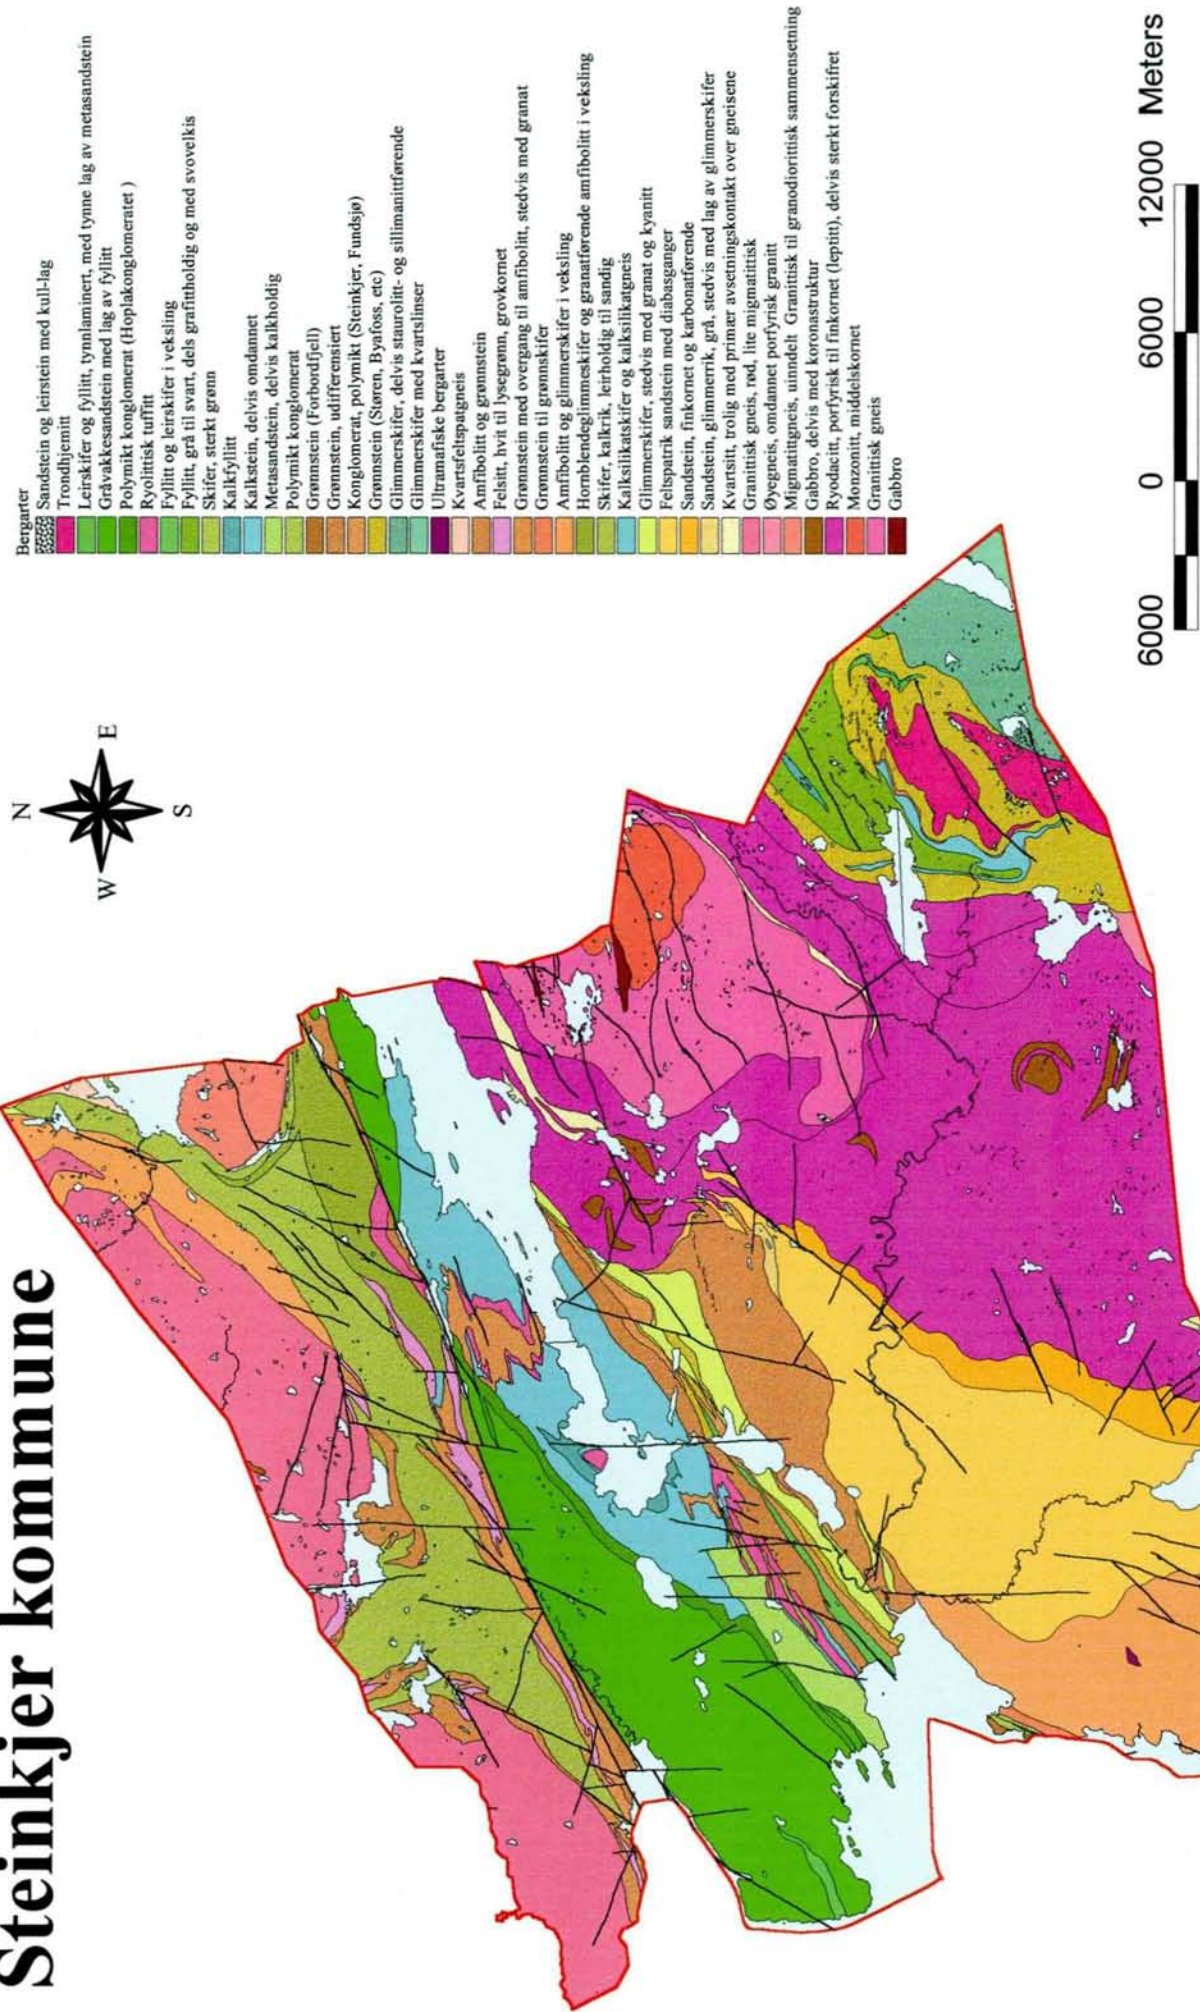 Steinkjer kommune
N
W
E
S
Bergarter
Sandstein og leirstein med kull-lag
Trondhjemitt
Leirskifer og fyllitt, tynnlaminert, med tynne lag av metasandstein
Gråvakkesandstein med lag av fyllitt
Polymikt konglomerat (Hoplakonglomeratet )
Ryolittisk tuffitt
Fyllitt og leirskifer i veksling
Fyllitt, grå til svart, dels grafittholdig og med svovelkis
Skifer, sterkt grønn
Kalkfyllitt
Kalkstein, delvis omdannet
Metasandstein, delvis kalkholdig
Polymikt konglomerat
Grønnstein (Forbordfjell)
Grønnstein, udifferensiert
Konglomerat, polymikt (Steinkjer, Fundsjø)
Grønnstein (Støren, Byafoss, etc)
Glimmerskifer, delvis staurolitt- og sillimanittførende
Glimmerskifer med kvartslinser
Ultramafiske bergarter
Kvartsfeltspatgneis
Amfibolitt og grønnstein
Felsitt, hvit til lysegrønn, grovkornet
Grønnstein med overgang til amfibolitt, stedvis med granat
Grønnstein til grønnskifer
Amfibolitt og glimmerskifer i veksling
Hornblendeglimmeskifer og granatførende amfibolitt i veksling
Skifer, kalkrik, leirholdig til sandig
Kalksilikatskifer og kalksilikatgneis
Glimmerskifer, stedvis med granat og kyanitt
Feltspatrik sandstein med diabasganger
Sandstein, finkornet og karbonatførende
Sandstein, glimmerrik, grå, stedvis med lag av glimmerskifer
Kvartsitt, trolig med primær avsetningskontakt over gneisene
Granittisk gneis, rød, lite migmatittisk
Øyegneis, omdannet porfyrisk granitt
Migmatittgneis, uinndelt Granittisk til granodiorittisk sammensetning
Gabbro, delvis med koronastruktur
Ryodacitt, porfyrisk til finkornet (leptitt), delvis sterkt forskifret
Monzonitt, middelskornet
Granittisk gneis
Gabbro
6000 0 6000 12000 Meters